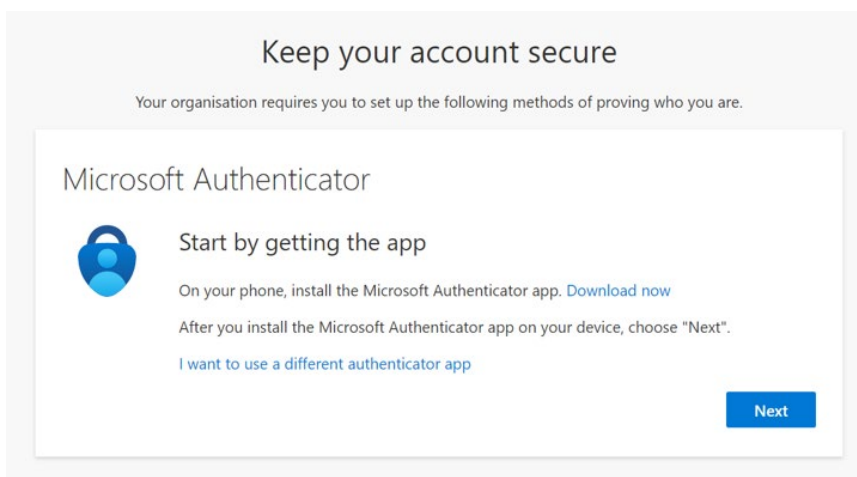 Keep your account secure
Your organisation requires you to set up the following methods of proving who you are.
Microsoft Authenticator
Start by getting the app
On your phone, install the Microsoft Authenticator app. Download now
After you install the Microsoft Authenticator app on your device, choose "Next".
I want to use a different authenticator app
Next